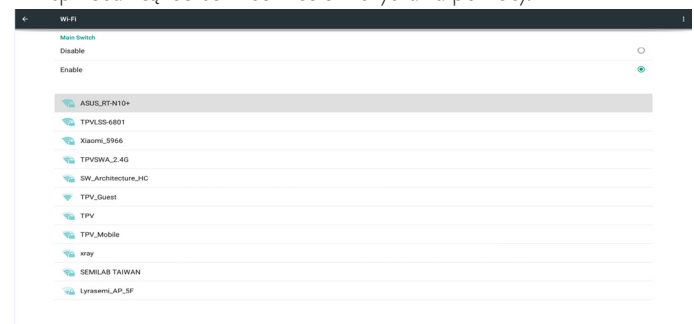 Wi-Fi
Main Switch
Disable
Enable
ASUS_RT-N10+
TPVLSS-6801
Xiaomi_5966
TPVSWA_2.4G
SW_Architecture_HC
TPV_Guest
TPV
TPV_Mobile
xray
SEMILAB TAIWAN
Lyrasemi_AP_5F